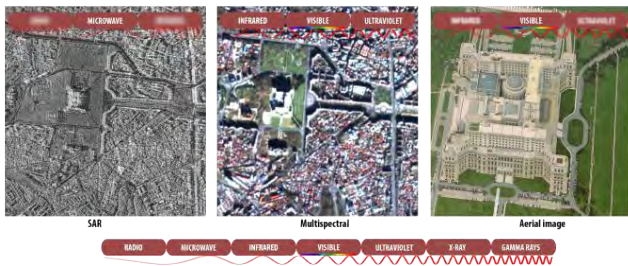 MICROWAVE
INFRARED VISIBLE ULTRAVIOLET
INFRARED VISIBLE ULTRAVIOLET
SAR
Multispectral
Aerial image
RADIO MICROWAVE INFRARED VISIBLE ULTRAVIOLET X-RAY GAMMA RAYS